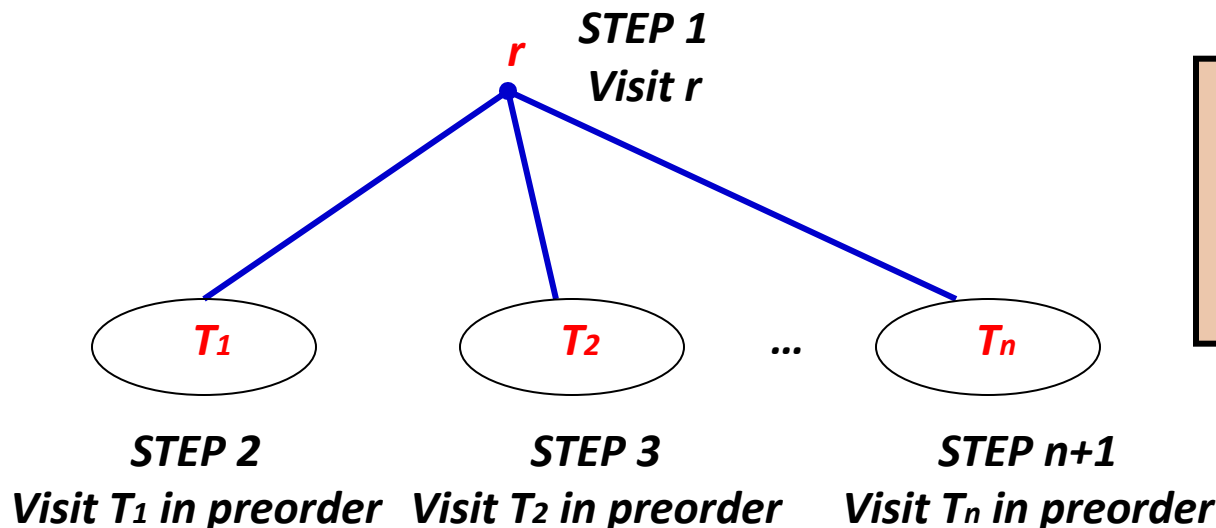 STEP 1
r
Visit r
T1
T2
...
Tn
STEP 2
STEP 3
STEP n+1
Visit T1 in preorder
Visit T2 in preorder
Visit Tn in preorder